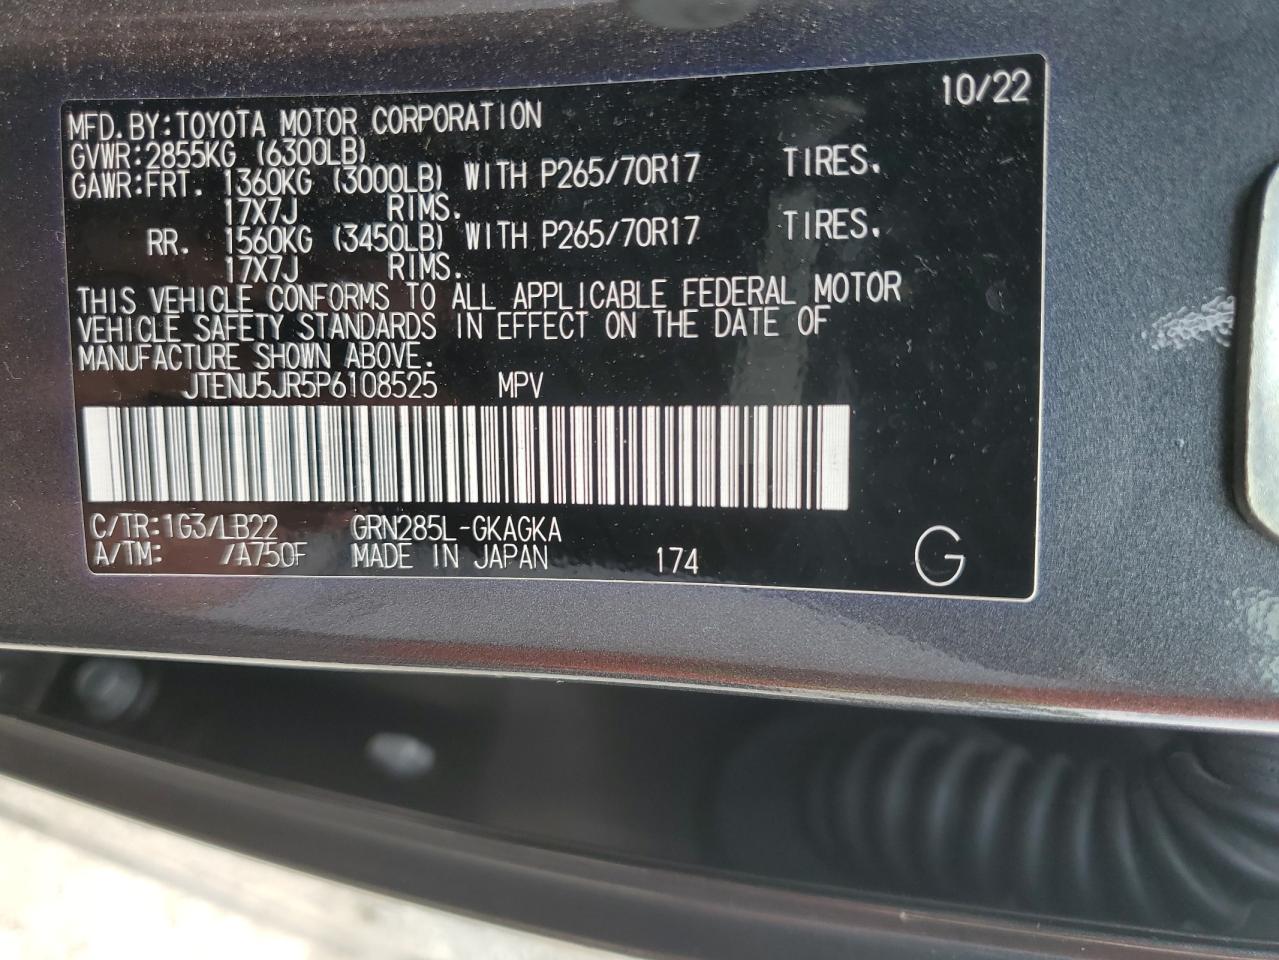 10/22
MFD.BY:TOYOTA MOTOR CORPORATION
GVWR:2855KG (6300LB)
GAWR:FRT. 1360KG (3000LB) WITH P265/70R17 TIRES.
17X7J RIMS.
RR. 1560KG (3450LB) WITH P265/70R17 TIRES.
17X7J RIMS.
THIS VEHICLE CONFORMS TO ALL APPLICABLE FEDERAL MOTOR
VEHICLE SAFETY STANDARDS IN EFFECT ON THE DATE OF
MANUFACTURE SHOWN ABOVE.
JTENU5JR5P6108525 MPV
C/TR:1G3/LB22 GRN285L-GKAGKA
A/TM: /A750F MADE IN JAPAN 174 G